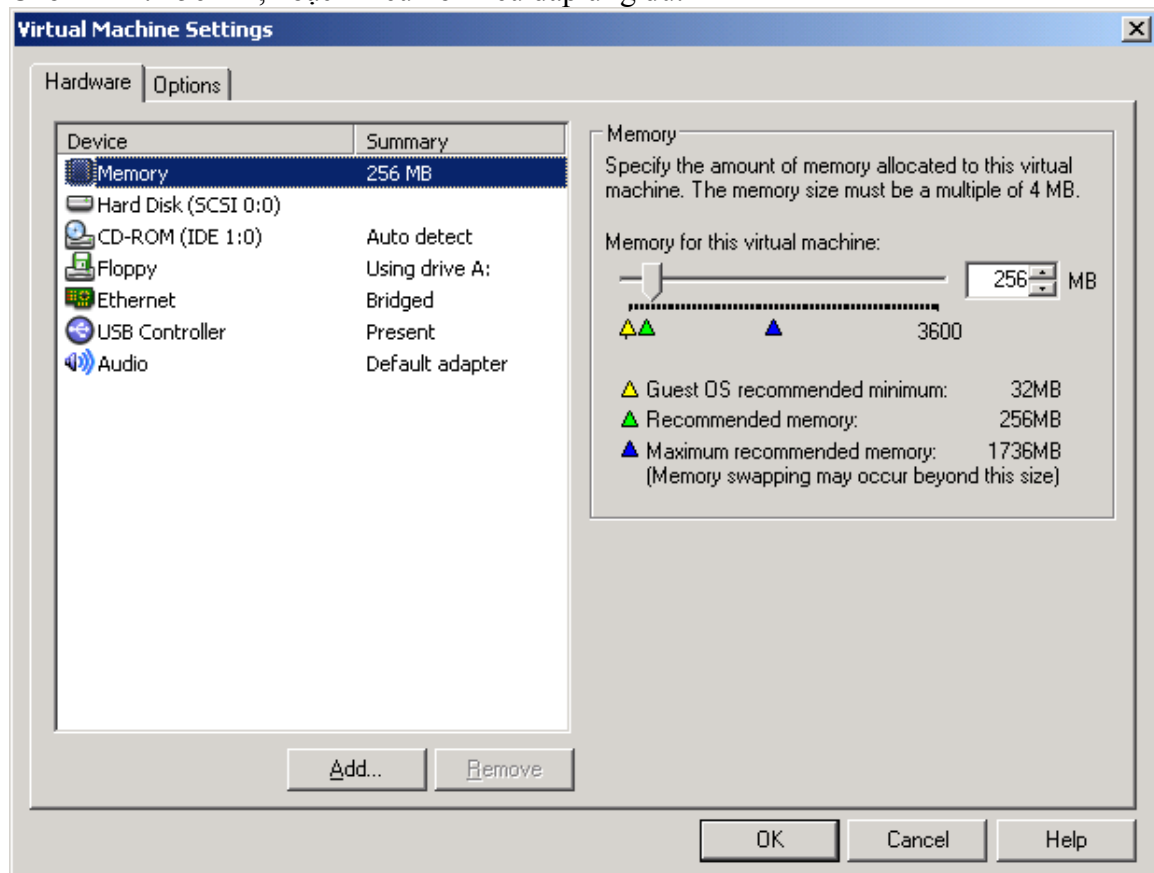 Virtual Machine Settings
Hardware
Options
Device Summary
Memory 256 MB
Hard Disk (SCSI 0:0)
CD-ROM (IDE 1:0) Auto detect
Floppy Using drive A:
Ethernet Bridged
USB Controller Present
Audio Default adapter
Add...
Remove
Memory
Specify the amount of memory allocated to this virtual
machine. The memory size must be a multiple of 4 MB.
Memory for this virtual machine:
256 MB
3600
Guest OS recommended minimum: 32MB
Recommended memory: 256MB
Maximum recommended memory: 1736MB
(Memory swapping may occur beyond this size)
OK
Cancel
Help